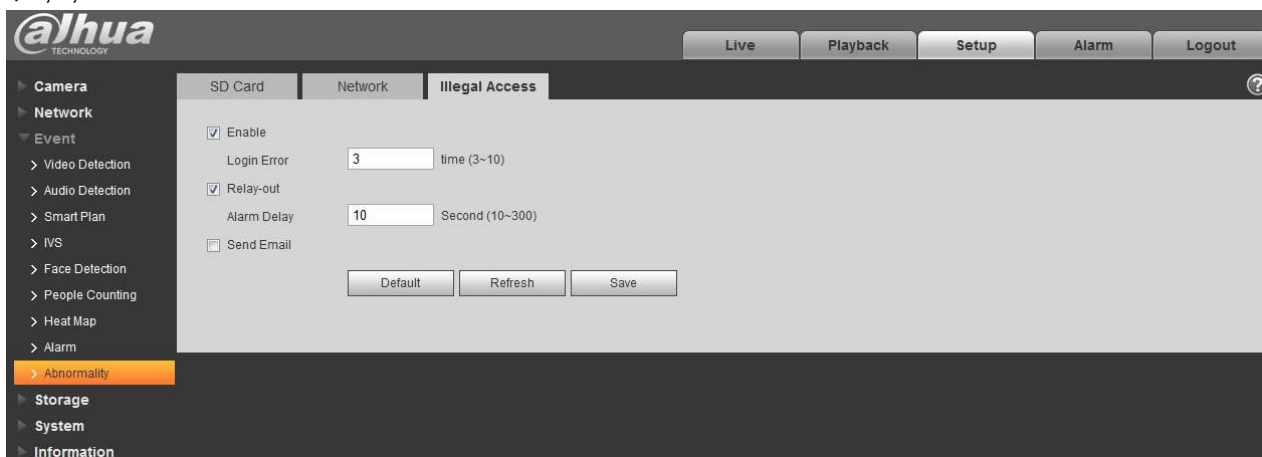 alhua
TECHNOLOGY
Live Playback Setup Alarm Logout
Camera
Network
Event
Video Detection
Audio Detection
Smart Plan
IVS
Face Detection
People Counting
Heat Map
Alarm
Abnormality
Storage
System
Information
SD Card Network Illegal Access
?
Enable
Login Error 3 time (3~10)
Relay-out
Alarm Delay 10 Second (10~300)
Send Email
Default Refresh Save